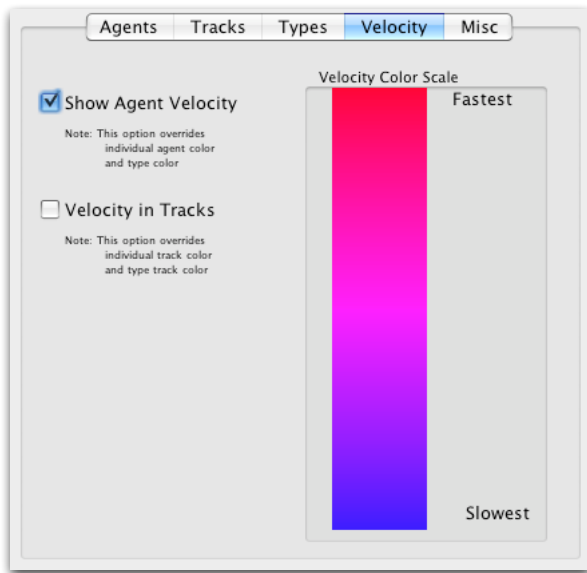 Agents Tracks Types Velocity Misc
Show Agent Velocity
Note: This option overrides
individual agent color
and type color
Velocity in Tracks
Note: This option overrides
individual track color
and type track color
Velocity Color Scale
Fastest
Slowest